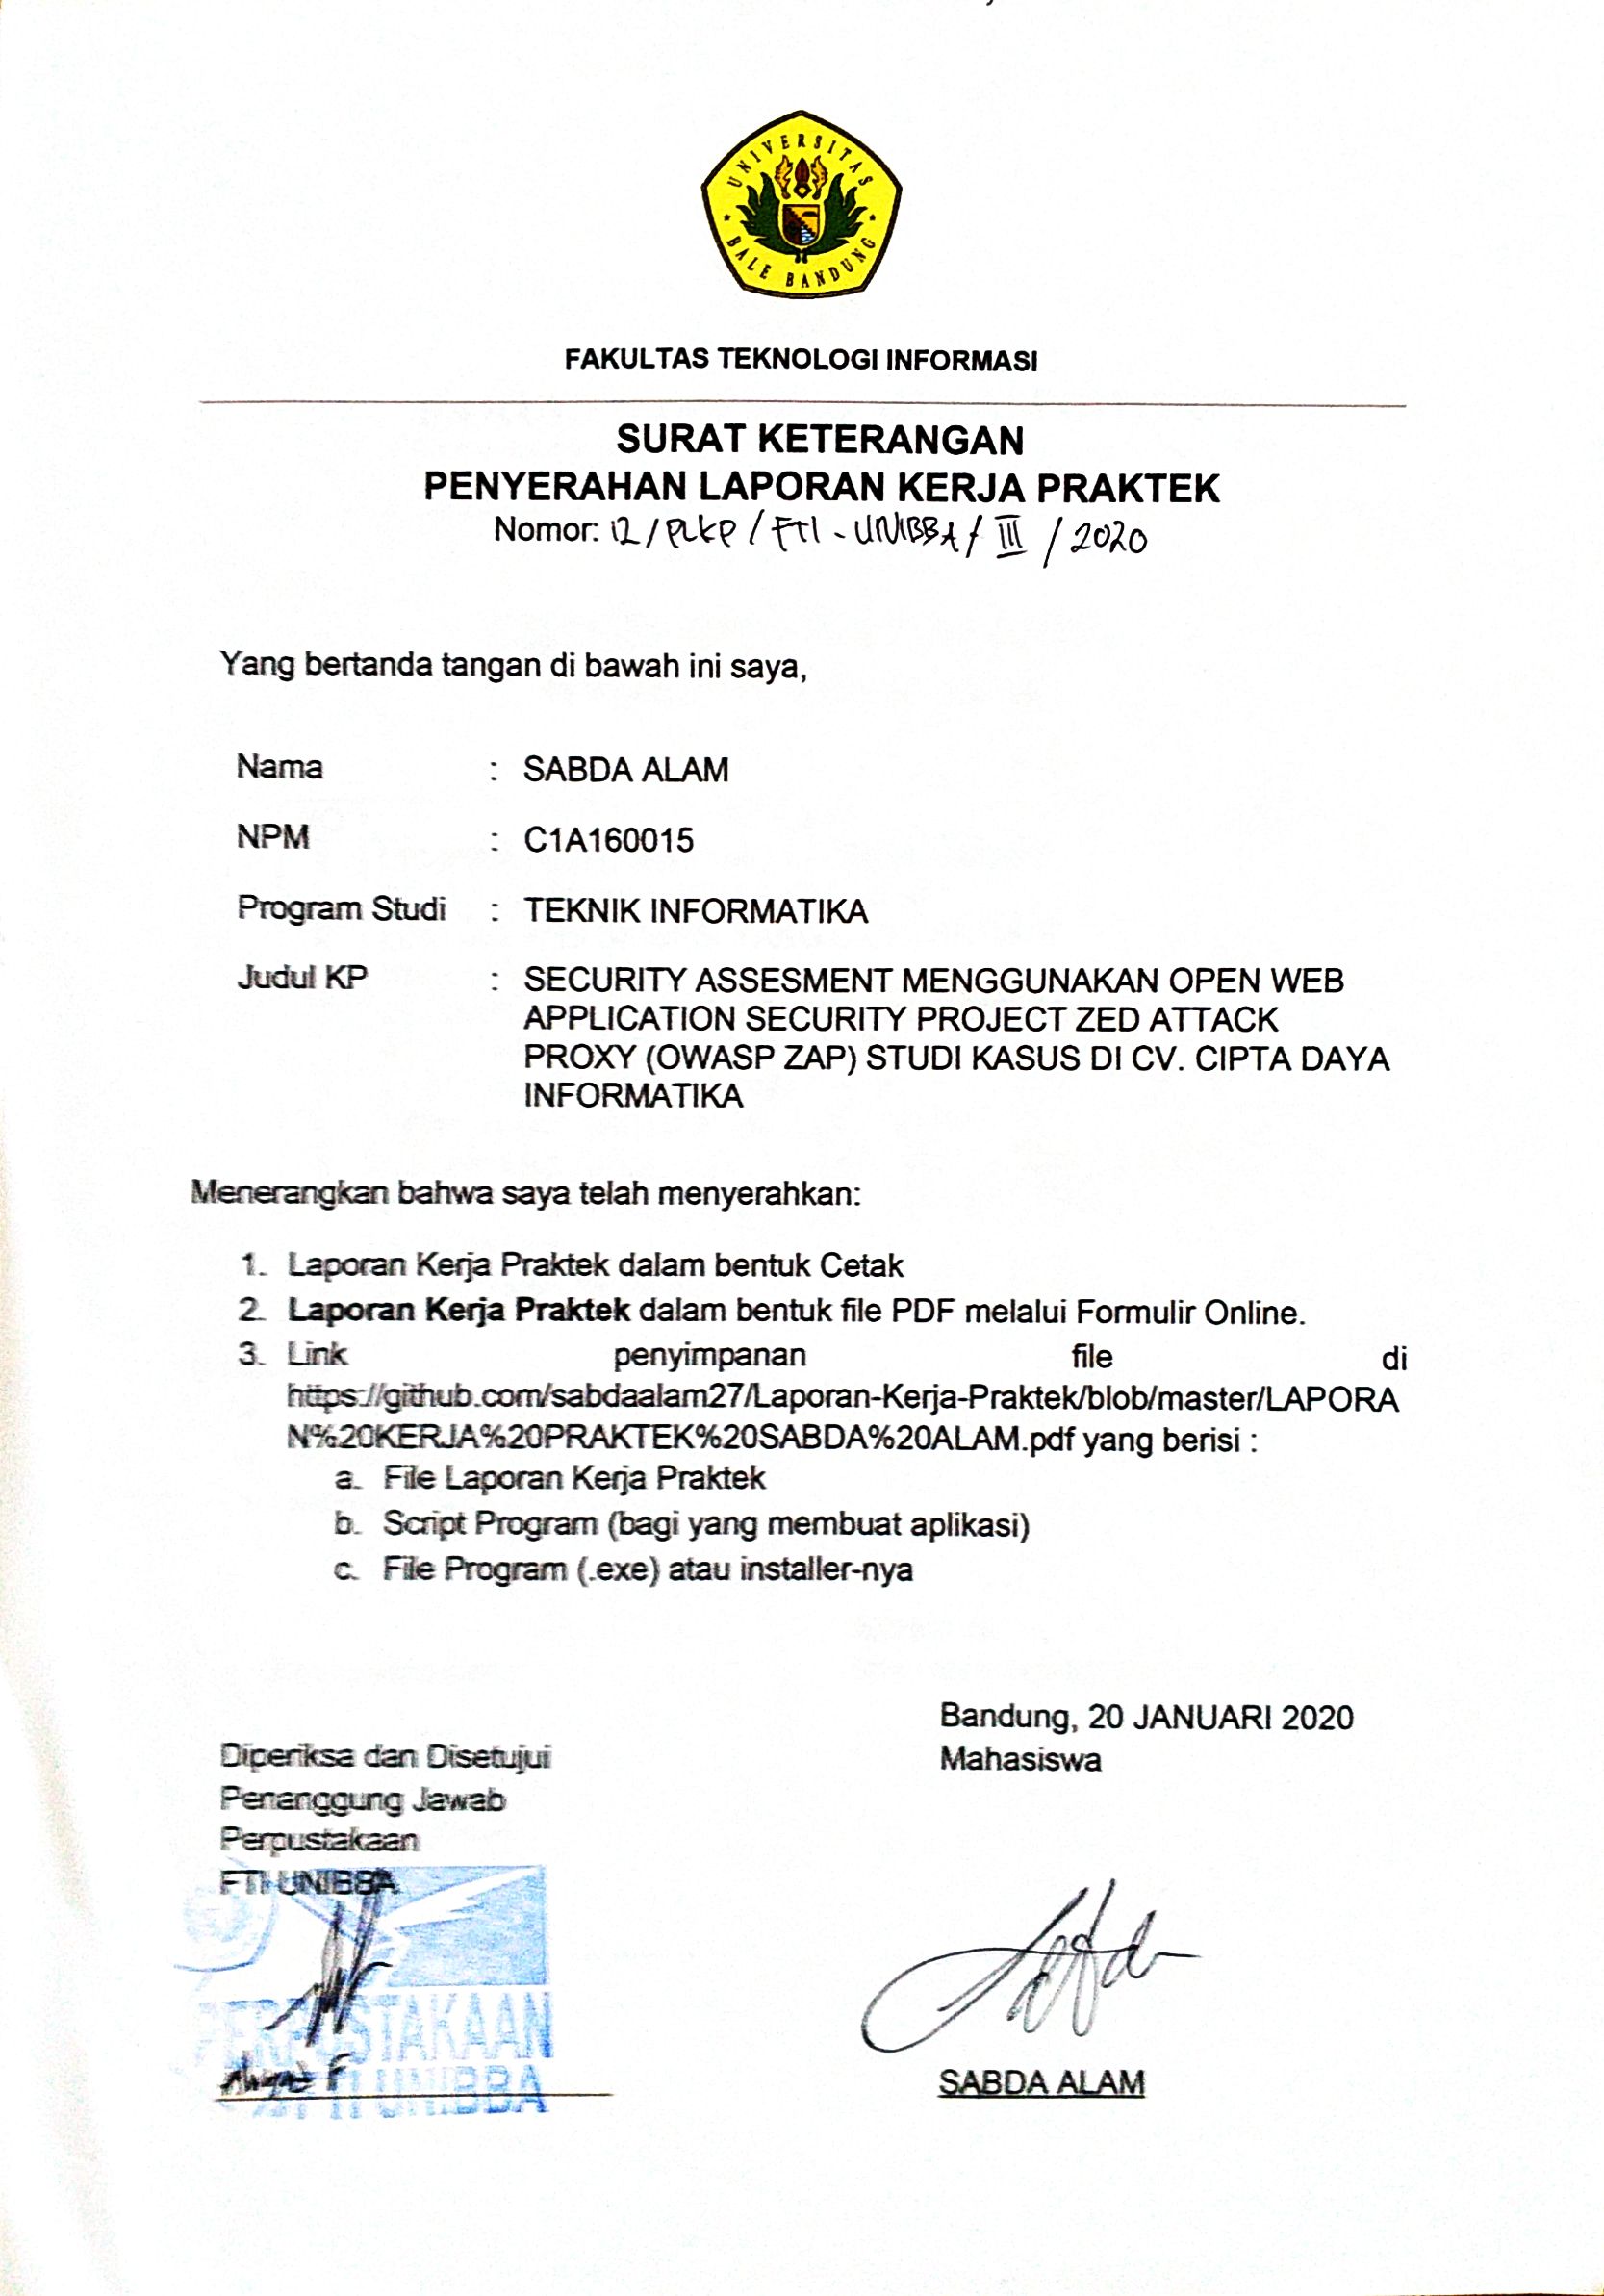 UNIVERSITAS
BALE BANDUNG
FAKULTAS TEKNOLOGI INFORMASI
SURAT KETERANGAN
PENYERAHAN LAPORAN KERJA PRAKTEK
Nomor: 12/PLKP/FTI-UNIBBA/III/2020
Yang bertanda tangan di bawah ini saya,
Nama : SABDA ALAM
NPM : C1A160015
Program Studi : TEKNIK INFORMATIKA
Judul KP : SECURITY ASSESMENT MENGGUNAKAN OPEN WEB
APPLICATION SECURITY PROJECT ZED ATTACK
PROXY (OWASP ZAP) STUDI KASUS DI CV. CIPTA DAYA
INFORMATIKA
Menerangkan bahwa saya telah menyerahkan:
1. Laporan Kerja Praktek dalam bentuk Cetak
2. Laporan Kerja Praktek dalam bentuk file PDF melalui Formulir Online.
3. Link penyimpanan file di
https://github.com/sabdaalam27/Laporan-Kerja-Praktek/blob/master/LAPORA
N%20KERJA%20PRAKTEK%20SABDA%20ALAM.pdf yang berisi :
a. File Laporan Kerja Praktek
b. Script Program (bagi yang membuat aplikasi)
c. File Program (.exe) atau installer-nya
Bandung, 20 JANUARI 2020
Mahasiswa
Diperiksa dan Disetujui
Penanggung Jawab
Perpustakaan
FTI UNIBBA
PERPUSTAKAAN
FTI UNIBBA
SABDA ALAM